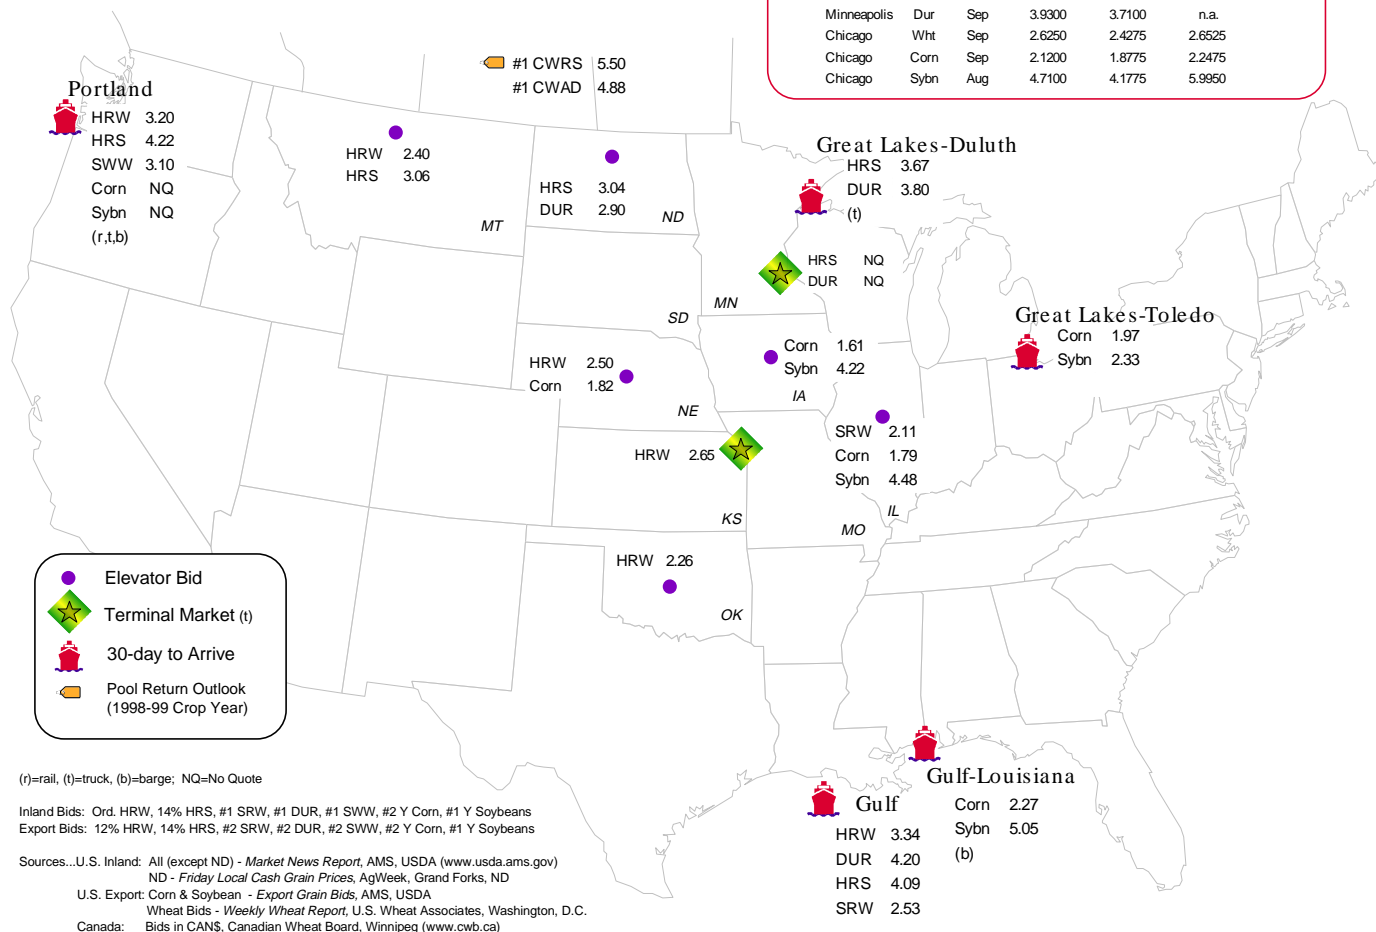 Minneapolis Dur Sep 3.9300 3.7100 n.a.
Chicago Wht Sep 2.6250 2.4275 2.6525
Chicago Corn Sep 2.1200 1.8775 2.2475
Chicago Sybn Aug 4.7100 4.1775 5.9950
#1 CWRS 5.50
#1 CWAD 4.88
Portland
HRW 3.20
HRS 4.22
SWW 3.10
Corn NQ
Sybn NQ
(r,t,b)
HRW 2.40
HRS 3.06
MT
HRS 3.04
DUR 2.90
ND
Great Lakes-Duluth
HRS 3.67
DUR 3.80
(t)
HRS NQ
DUR NQ
MN
SD
Great Lakes-Toledo
Corn 1.97
Sybn 2.33
Corn 1.61
Sybn 4.22
IA
HRW 2.50
Corn 1.82
NE
SRW 2.11
Corn 1.79
Sybn 4.48
IL
HRW 2.65
KS
MO
HRW 2.26
OK
Elevator Bid
Terminal Market (t)
30-day to Arrive
Pool Return Outlook
(1998-99 Crop Year)
Gulf-Louisiana
Corn 2.27
Sybn 5.05
(b)
Gulf
HRW 3.34
DUR 4.20
HRS 4.09
SRW 2.53
(r)=rail, (t)=truck, (b)=barge; NQ=No Quote
Inland Bids: Ord. HRW, 14% HRS, #1 SRW, #1 DUR, #1 SWW, #2 Y Corn, #1 Y Soybeans
Export Bids: 12% HRW, 14% HRS, #2 SRW, #2 DUR, #2 SWW, #2 Y Corn, #1 Y Soybeans
Sources...U.S. Inland: All (except ND) - Market News Report, AMS, USDA (www.usda.ams.gov)
ND - Friday Local Cash Grain Prices, AgWeek, Grand Forks, ND
U.S. Export: Corn & Soybean - Export Grain Bids, AMS, USDA
Wheat Bids - Weekly Wheat Report, U.S. Wheat Associates, Washington, D.C.
Canada: Bids in CAN$, Canadian Wheat Board, Winnipeg (www.cwb.ca)